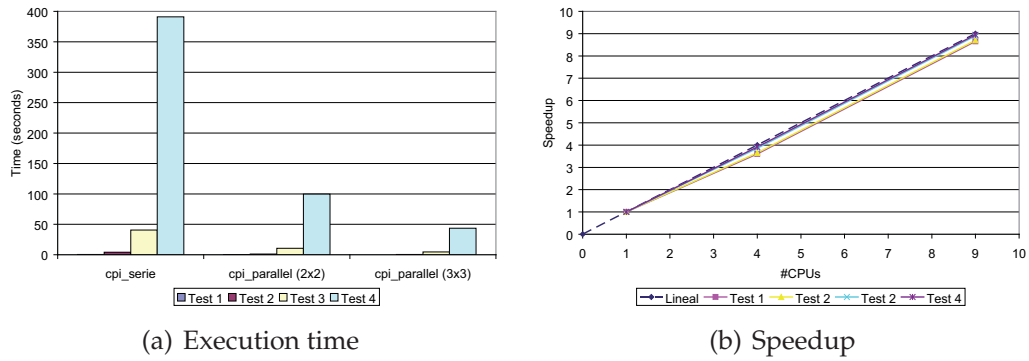 400
350
300
250
200
150
100
50
0
Time (seconds)
cpi_serie
cpi_parallel (2x2)
cpi_parallel (3x3)
Test 1 Test 2 Test 3 Test 4
(a) Execution time
10
9
8
7
6
5
4
3
2
1
0
Speedup
0 1 2 3 4 5 6 7 8 9 10
#CPUs
Lineal Test 1 Test 2 Test 2 Test 4
(b) Speedup